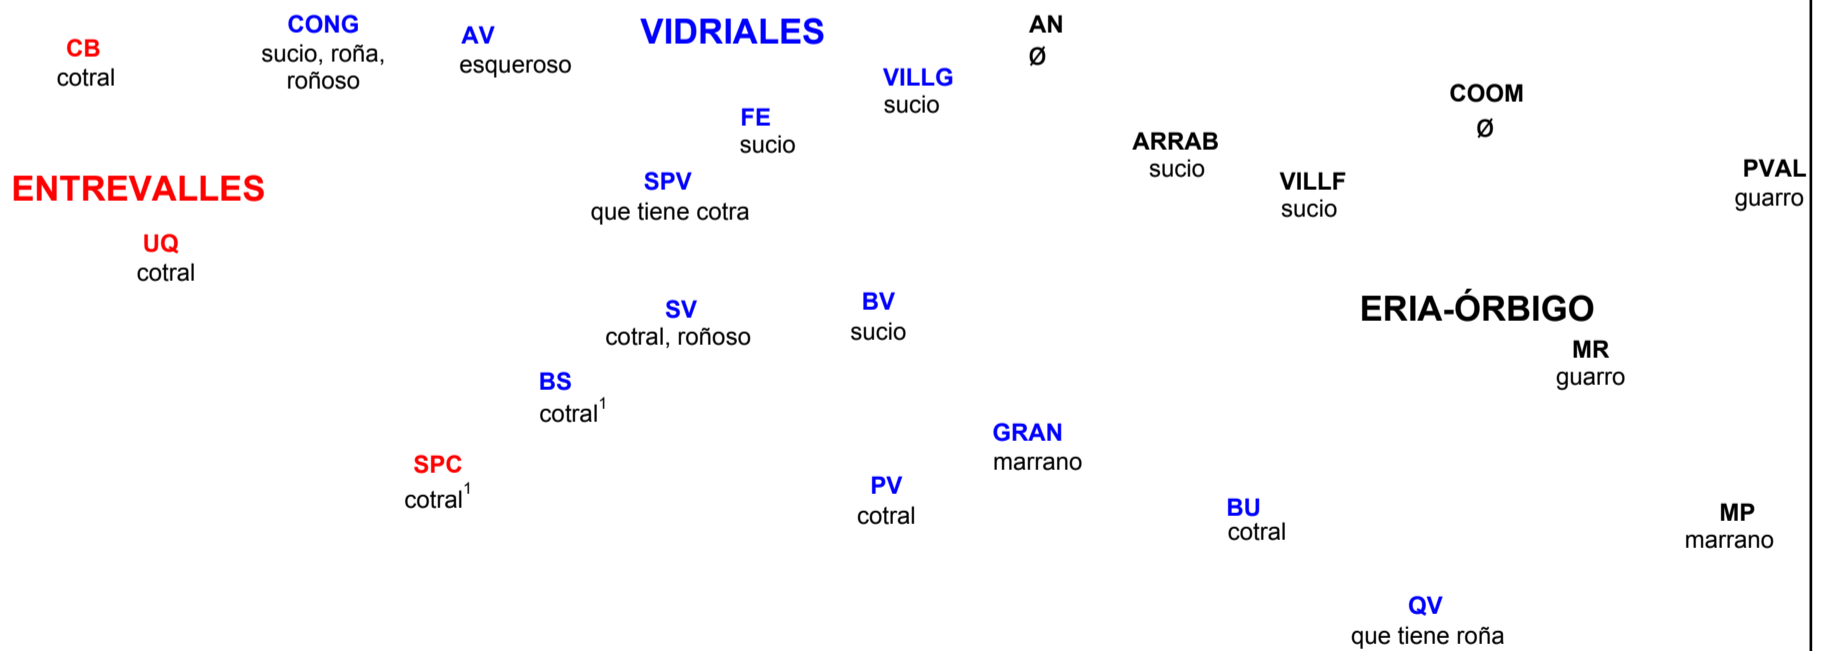 CB
cotral
CONG
sucio, roña,
roñoso
AV
esqueroso
VIDRIALES
VILLG
sucio
AN
Ø
FE
sucio
COOM
Ø
ARRAB
sucio
VILLF
sucio
PVAL
guarro
ENTREVALLES
SPV
que tiene cotra
UQ
cotral
SV
cotral, roñoso
BV
sucio
ERIA-ÓRBIGO
MR
guarro
BS
cotral¹
GRAN
marrano
SPC
cotral¹
PV
cotral
BU
cotral
MP
marrano
QV
que tiene roña